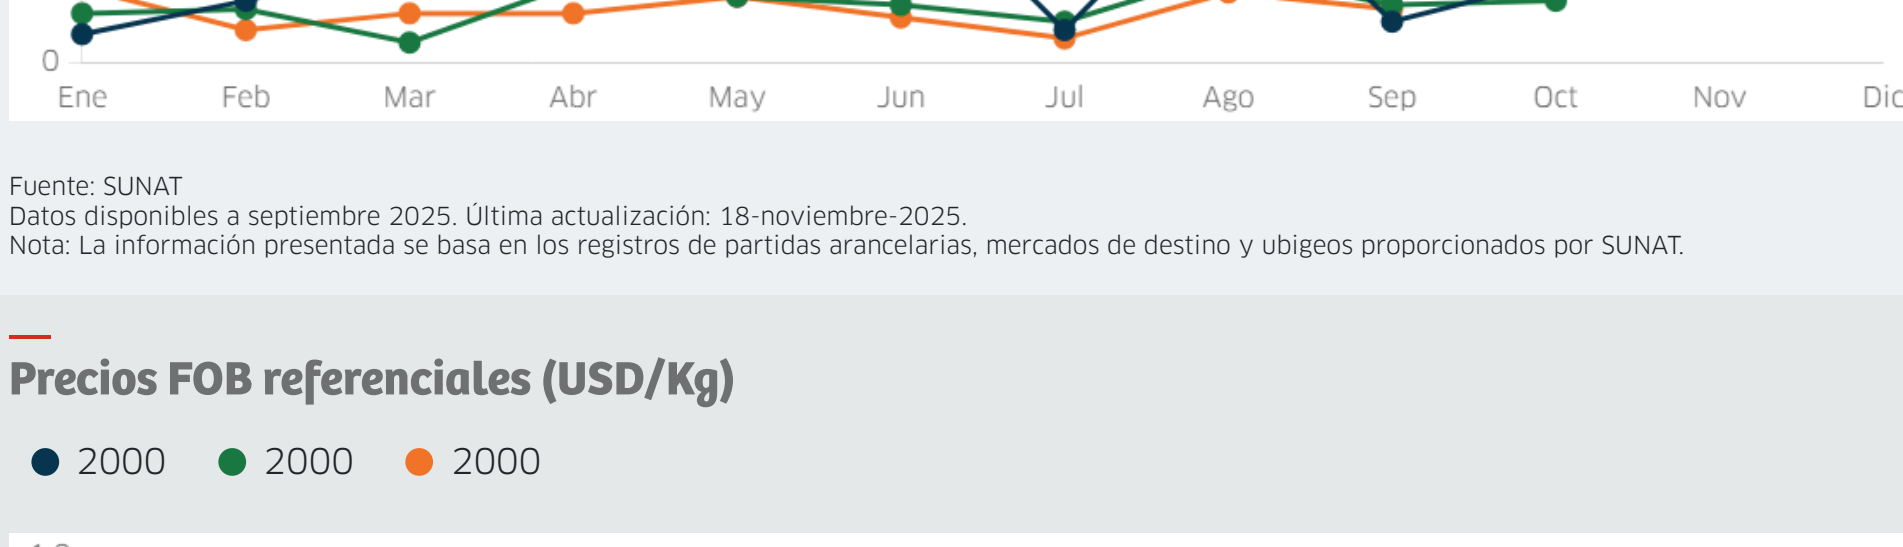 0
Ene Feb Mar Abr May Jun Jul Ago Sep Oct Nov Dic
Fuente: SUNAT
Datos disponibles a septiembre 2025. Última actualización: 18-noviembre-2025.
Nota: La información presentada se basa en los registros de partidas arancelarias, mercados de destino y ubigeos proporcionados por SUNAT.
Precios FOB referenciales (USD/Kg)
2000 2000 2000